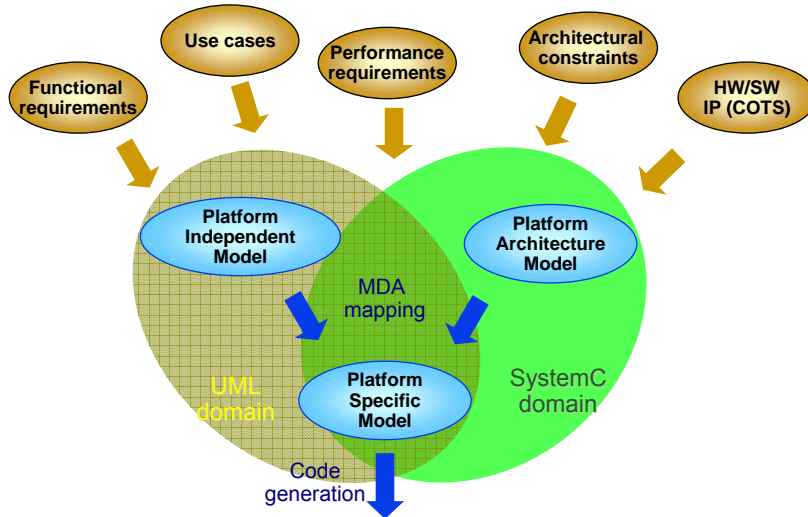 Use cases
Performance
requirements
Architectural
constraints
Functional
requirements
HW/SW
IP (COTS)
Platform
Independent
Model
Platform
Architecture
Model
MDA
mapping
UML
domain
Platform
Specific
Model
SystemC
domain
Code
generation